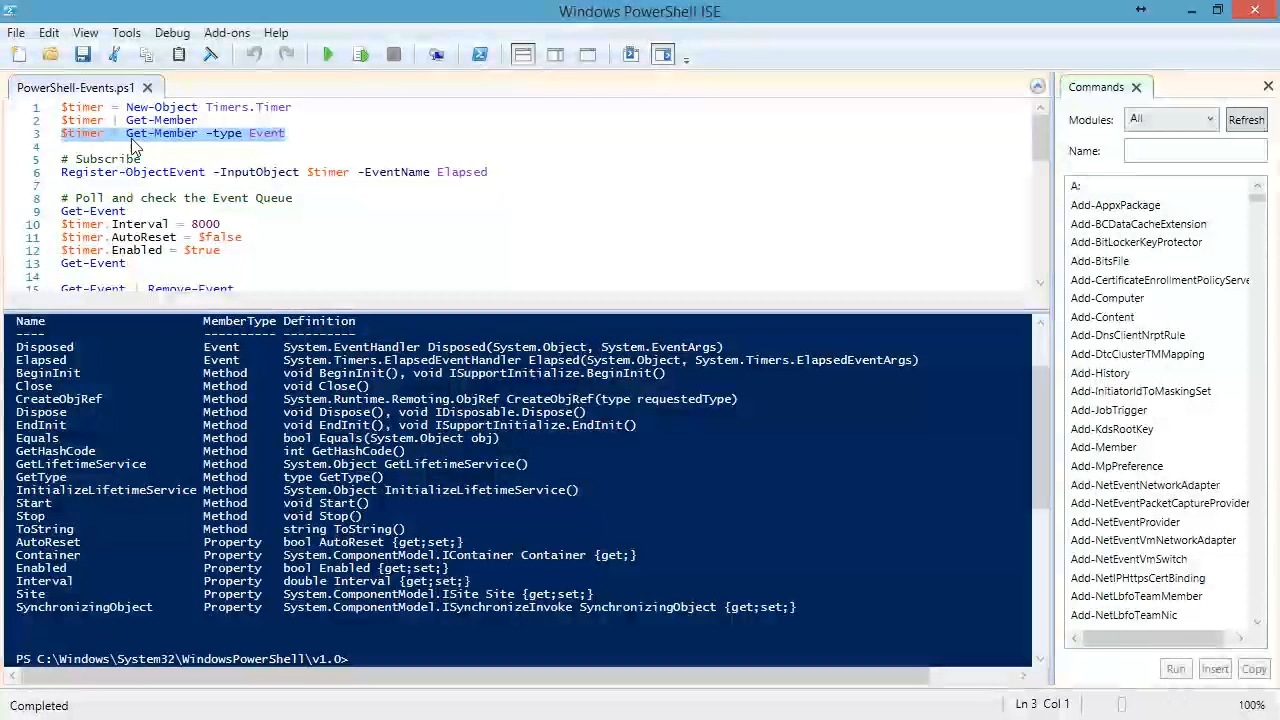 Windows PowerShell ISE
File Edit View Tools Debug Add-ons Help
PowerShell-Events.ps1
1 $timer = New-Object Timers.Timer
2 $timer | Get-Member
3 $timer | Get-Member -type Event
4
5 # Subscribe
6 Register-ObjectEvent -InputObject $timer -EventName Elapsed
7
8 # Poll and check the Event Queue
9 Get-Event
10 $timer.Interval = 8000
11 $timer.AutoReset = $false
12 $timer.Enabled = $true
13 Get-Event
14
15 Get-Event | Remove-Event
Name MemberType Definition
---- ---------- ----------
Disposed Event System.EventHandler Disposed(System.Object, System.EventArgs)
Elapsed Event System.Timers.ElapsedEventHandler Elapsed(System.Object, System.Timers.ElapsedEventArgs)
BeginInit Method void BeginInit(), void ISupportInitialize.BeginInit()
Close Method void Close()
CreateObjRef Method System.Runtime.Remoting.ObjRef CreateObjRef(type requestedType)
Dispose Method void Dispose(), void IDisposable.Dispose()
EndInit Method void EndInit(), void ISupportInitialize.EndInit()
Equals Method bool Equals(System.Object obj)
GetHashCode Method int GetHashCode()
GetLifetimeService Method System.Object GetLifetimeService()
GetType Method type GetType()
InitializeLifetimeService Method System.Object InitializeLifetimeService()
Start Method void Start()
Stop Method void Stop()
ToString Method string ToString()
AutoReset Property bool AutoReset {get;set;}
Container Property System.ComponentModel.IContainer Container {get;}
Enabled Property bool Enabled {get;set;}
Interval Property double Interval {get;set;}
Site Property System.ComponentModel.ISite Site {get;set;}
SynchronizingObject Property System.ComponentModel.ISynchronizeInvoke SynchronizingObject {get;set;}
PS C:\Windows\System32\WindowsPowerShell\v1.0>
Commands
Modules: All Refresh
Name:
A:
Add-AppxPackage
Add-BCDataCacheExtension
Add-BitLockerKeyProtector
Add-BitsFile
Add-CertificateEnrollmentPolicyServe
Add-Computer
Add-Content
Add-DnsClientNrptRule
Add-DtcClusterTMMapping
Add-History
Add-InitiatorIdToMaskingSet
Add-JobTrigger
Add-KdsRootKey
Add-Member
Add-MpPreference
Add-NetEventNetworkAdapter
Add-NetEventPacketCaptureProvider
Add-NetEventProvider
Add-NetEventVmNetworkAdapter
Add-NetEventVmSwitch
Add-NetIPHttpsCertBinding
Add-NetLbfoTeamMember
Add-NetLbfoTeamNic
Run Insert Copy
Completed Ln 3 Col 1 100%